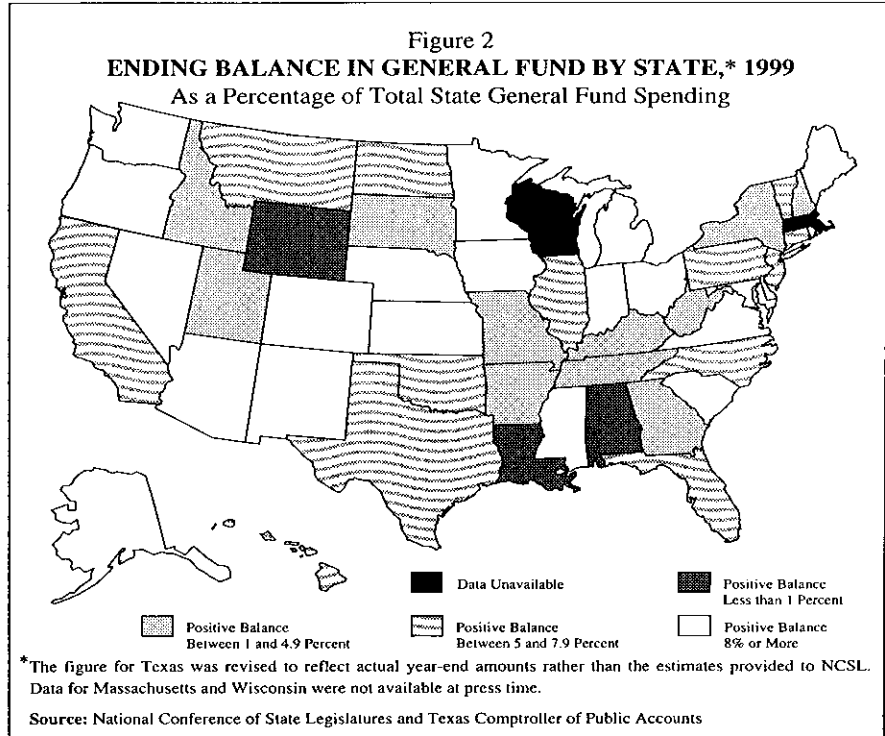 Figure 2
ENDING BALANCE IN GENERAL FUND BY STATE,* 1999
As a Percentage of Total State General Fund Spending
Data Unavailable
Positive Balance
Less than 1 Percent
Positive Balance
Between 1 and 4.9 Percent
Positive Balance
Between 5 and 7.9 Percent
Positive Balance
8% or More
*The figure for Texas was revised to reflect actual year-end amounts rather than the estimates provided to NCSL.
Data for Massachusetts and Wisconsin were not available at press time.
Source: National Conference of State Legislatures and Texas Comptroller of Public Accounts